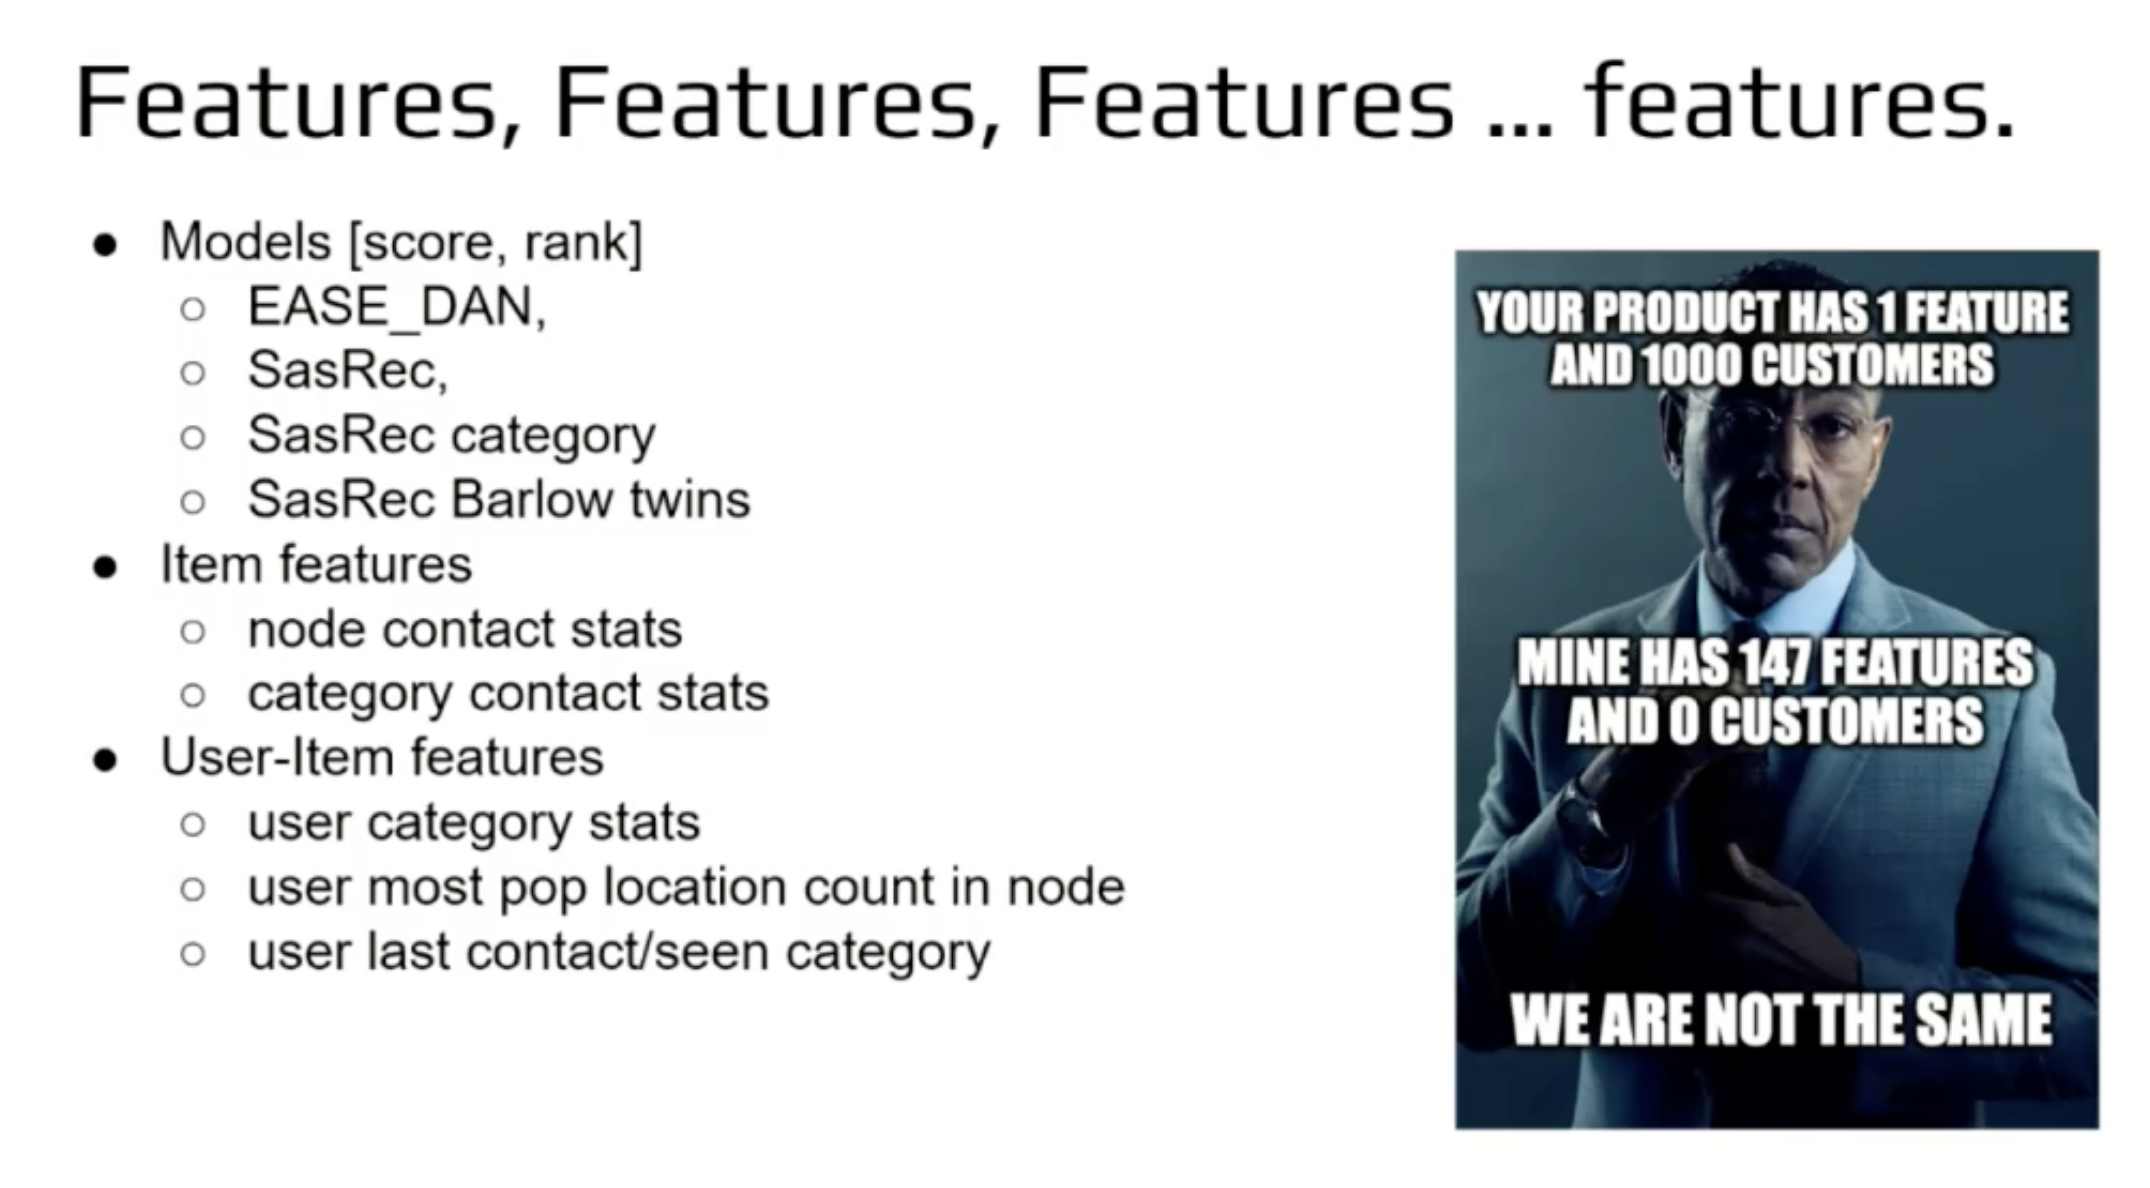 Features, Features, Features ... features.
● Models [score, rank]
○ EASE_DAN,
○ SasRec,
○ SasRec category
○ SasRec Barlow twins
● Item features
○ node contact stats
○ category contact stats
● User-Item features
○ user category stats
○ user most pop location count in node
○ user last contact/seen category
YOUR PRODUCT HAS 1 FEATURE
AND 1000 CUSTOMERS
MINE HAS 147 FEATURES
AND 0 CUSTOMERS
WE ARE NOT THE SAME